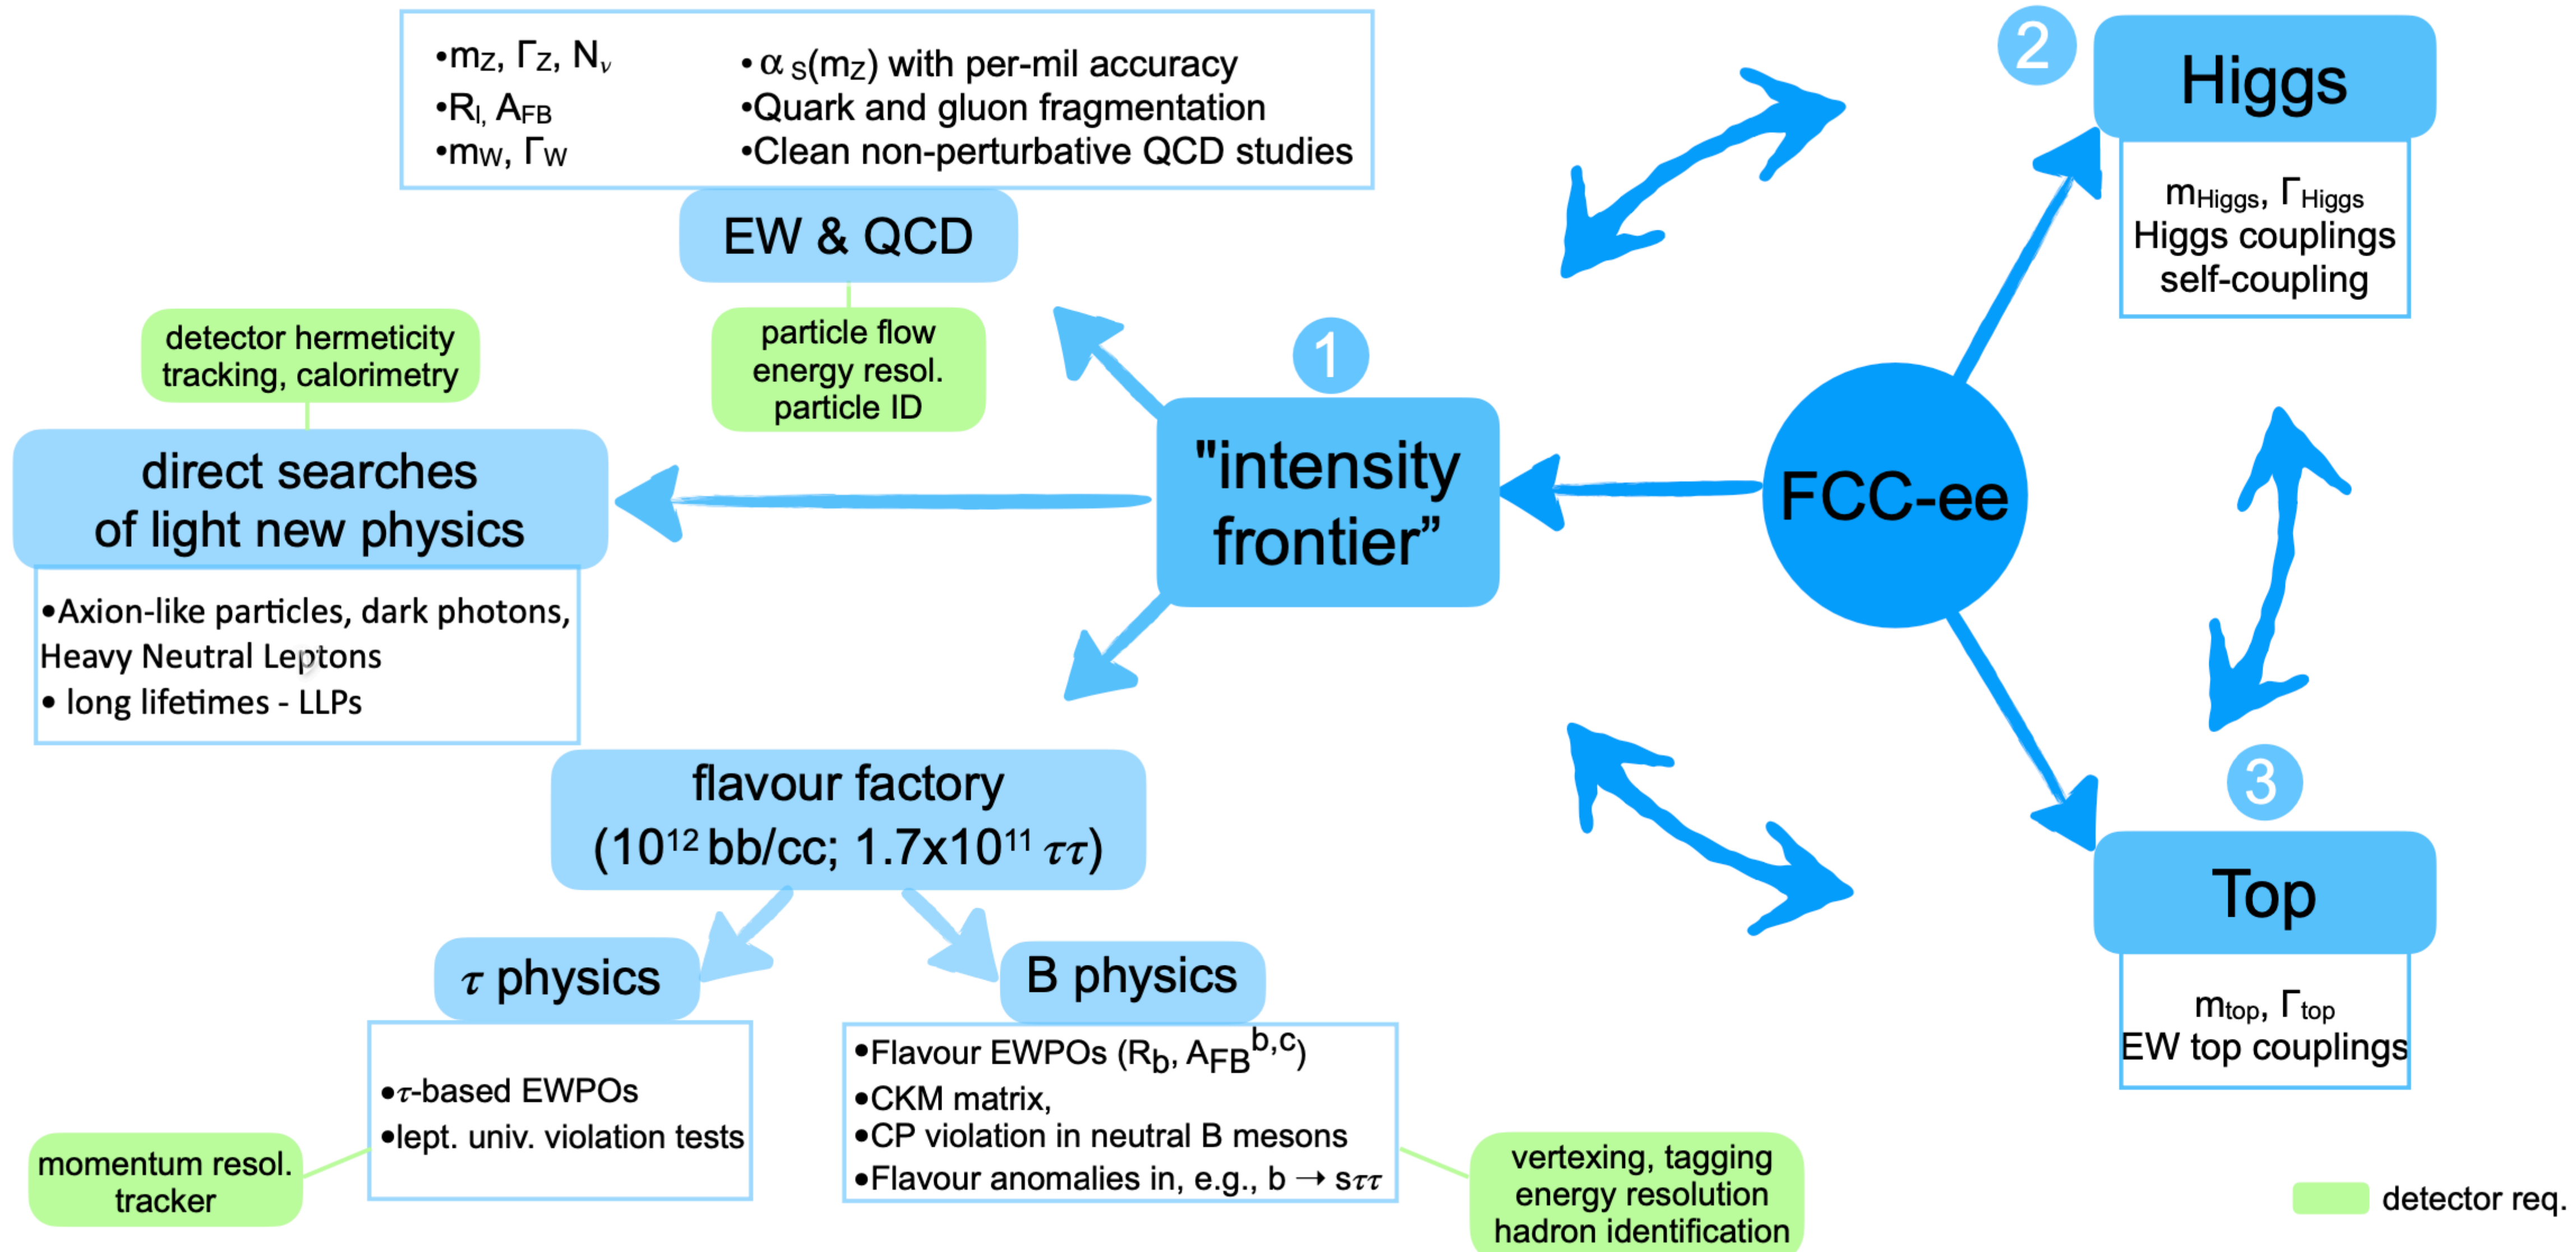 •mZ, ΓZ, Nν
•Rl, AFB
•mW, ΓW
• αS(mZ) with per-mil accuracy
•Quark and gluon fragmentation
•Clean non-perturbative QCD studies
EW & QCD
particle flow
energy resol.
particle ID
detector hermeticity
tracking, calorimetry
direct searches
of light new physics
•Axion-like particles, dark photons,
Heavy Neutral Leptons
• long lifetimes - LLPs
1
"intensity
frontier”
FCC-ee
2
Higgs
mHiggs, ΓHiggs
Higgs couplings
self-coupling
3
Top
mtop, Γtop
EW top couplings
flavour factory
(10¹² bb/cc; 1.7x10¹¹ ττ)
τ physics
•τ-based EWPOs
•lept. univ. violation tests
momentum resol.
tracker
B physics
•Flavour EWPOs (Rb, AFBb,c)
•CKM matrix,
•CP violation in neutral B mesons
•Flavour anomalies in, e.g., b → sττ
vertexing, tagging
energy resolution
hadron identification
detector req.